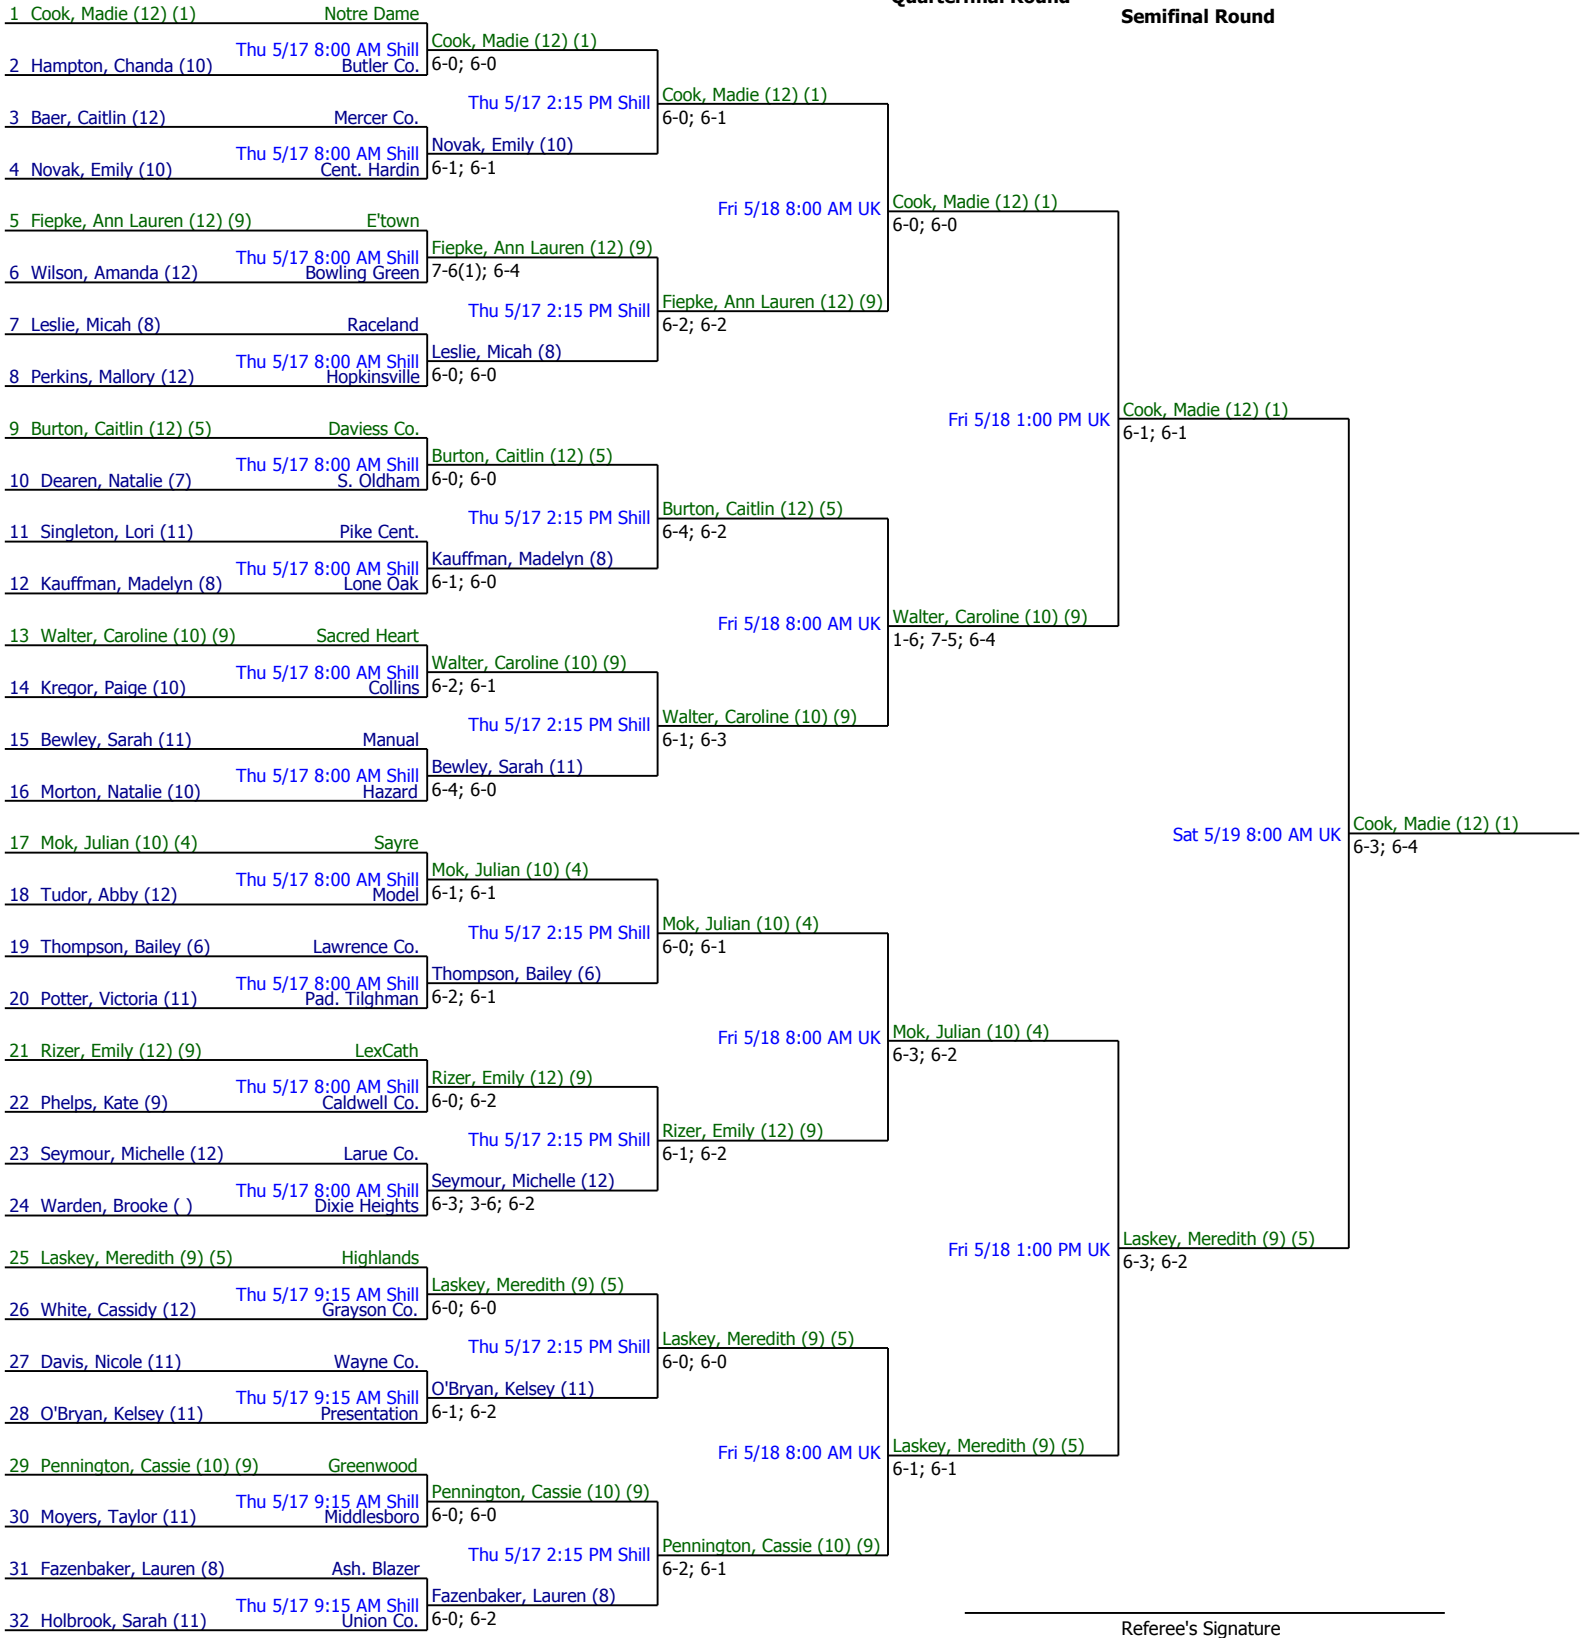 Semifinal Round
1 Cook, Madie (12) (1) Notre Dame
Thu 5/17 8:00 AM Shill
2 Hampton, Chanda (10) Butler Co.
Cook, Madie (12) (1)
6-0; 6-0
3 Baer, Caitlin (12) Mercer Co.
Thu 5/17 8:00 AM Shill
4 Novak, Emily (10) Cent. Hardin
Novak, Emily (10)
6-1; 6-1
Thu 5/17 2:15 PM Shill
Cook, Madie (12) (1)
6-0; 6-1
5 Fiepke, Ann Lauren (12) (9) E'town
Thu 5/17 8:00 AM Shill
6 Wilson, Amanda (12) Bowling Green
Fiepke, Ann Lauren (12) (9)
7-6(1); 6-4
7 Leslie, Micah (8) Raceland
Thu 5/17 8:00 AM Shill
8 Perkins, Mallory (12) Hopkinsville
Leslie, Micah (8)
6-0; 6-0
Thu 5/17 2:15 PM Shill
Fiepke, Ann Lauren (12) (9)
6-2; 6-2
Fri 5/18 8:00 AM UK
Cook, Madie (12) (1)
6-0; 6-0
9 Burton, Caitlin (12) (5) Daviess Co.
Thu 5/17 8:00 AM Shill
10 Dearen, Natalie (7) S. Oldham
Burton, Caitlin (12) (5)
6-0; 6-0
11 Singleton, Lori (11) Pike Cent.
Thu 5/17 8:00 AM Shill
12 Kauffman, Madelyn (8) Lone Oak
Kauffman, Madelyn (8)
6-1; 6-0
Thu 5/17 2:15 PM Shill
Burton, Caitlin (12) (5)
6-4; 6-2
13 Walter, Caroline (10) (9) Sacred Heart
Thu 5/17 8:00 AM Shill
14 Kregor, Paige (10) Collins
Walter, Caroline (10) (9)
6-2; 6-1
15 Bewley, Sarah (11) Manual
Thu 5/17 8:00 AM Shill
16 Morton, Natalie (10) Hazard
Bewley, Sarah (11)
6-4; 6-0
Thu 5/17 2:15 PM Shill
Walter, Caroline (10) (9)
6-1; 6-3
Fri 5/18 8:00 AM UK
Walter, Caroline (10) (9)
1-6; 7-5; 6-4
Fri 5/18 1:00 PM UK
Cook, Madie (12) (1)
6-1; 6-1
17 Mok, Julian (10) (4) Sayre
Thu 5/17 8:00 AM Shill
18 Tudor, Abby (12) Model
Mok, Julian (10) (4)
6-1; 6-1
19 Thompson, Bailey (6) Lawrence Co.
Thu 5/17 8:00 AM Shill
20 Potter, Victoria (11) Pad. Tilghman
Thompson, Bailey (6)
6-2; 6-1
Thu 5/17 2:15 PM Shill
Mok, Julian (10) (4)
6-0; 6-1
21 Rizer, Emily (12) (9) LexCath
Thu 5/17 8:00 AM Shill
22 Phelps, Kate (9) Caldwell Co.
Rizer, Emily (12) (9)
6-0; 6-2
23 Seymour, Michelle (12) Larue Co.
Thu 5/17 8:00 AM Shill
24 Warden, Brooke ( ) Dixie Heights
Seymour, Michelle (12)
6-3; 3-6; 6-2
Thu 5/17 2:15 PM Shill
Rizer, Emily (12) (9)
6-1; 6-2
Fri 5/18 8:00 AM UK
Mok, Julian (10) (4)
6-3; 6-2
25 Laskey, Meredith (9) (5) Highlands
Thu 5/17 9:15 AM Shill
26 White, Cassidy (12) Grayson Co.
Laskey, Meredith (9) (5)
6-0; 6-0
27 Davis, Nicole (11) Wayne Co.
Thu 5/17 9:15 AM Shill
28 O'Bryan, Kelsey (11) Presentation
O'Bryan, Kelsey (11)
6-1; 6-2
Thu 5/17 2:15 PM Shill
Laskey, Meredith (9) (5)
6-0; 6-0
29 Pennington, Cassie (10) (9) Greenwood
Thu 5/17 9:15 AM Shill
30 Moyers, Taylor (11) Middlesboro
Pennington, Cassie (10) (9)
6-0; 6-0
31 Fazenbaker, Lauren (8) Ash. Blazer
Thu 5/17 9:15 AM Shill
32 Holbrook, Sarah (11) Union Co.
Fazenbaker, Lauren (8)
6-0; 6-2
Thu 5/17 2:15 PM Shill
Pennington, Cassie (10) (9)
6-2; 6-1
Fri 5/18 8:00 AM UK
Laskey, Meredith (9) (5)
6-1; 6-1
Fri 5/18 1:00 PM UK
Laskey, Meredith (9) (5)
6-3; 6-2
Sat 5/19 8:00 AM UK
Cook, Madie (12) (1)
6-3; 6-4
Referee's Signature